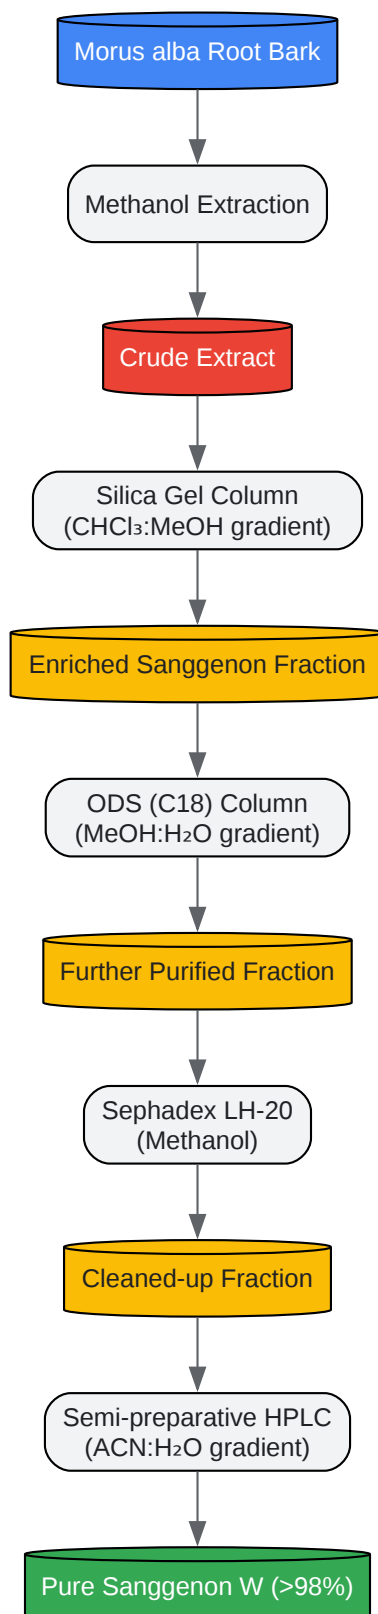 Morus alba Root Bark
Methanol Extraction
Crude Extract
Silica Gel Column
(CHCl₃:MeOH gradient)
Enriched Sanggenon Fraction
ODS (C18) Column
(MeOH:H₂O gradient)
Further Purified Fraction
Sephadex LH-20
(Methanol)
Cleaned-up Fraction
Semi-preparative HPLC
(ACN:H₂O gradient)
Pure Sanggenon W (>98%)